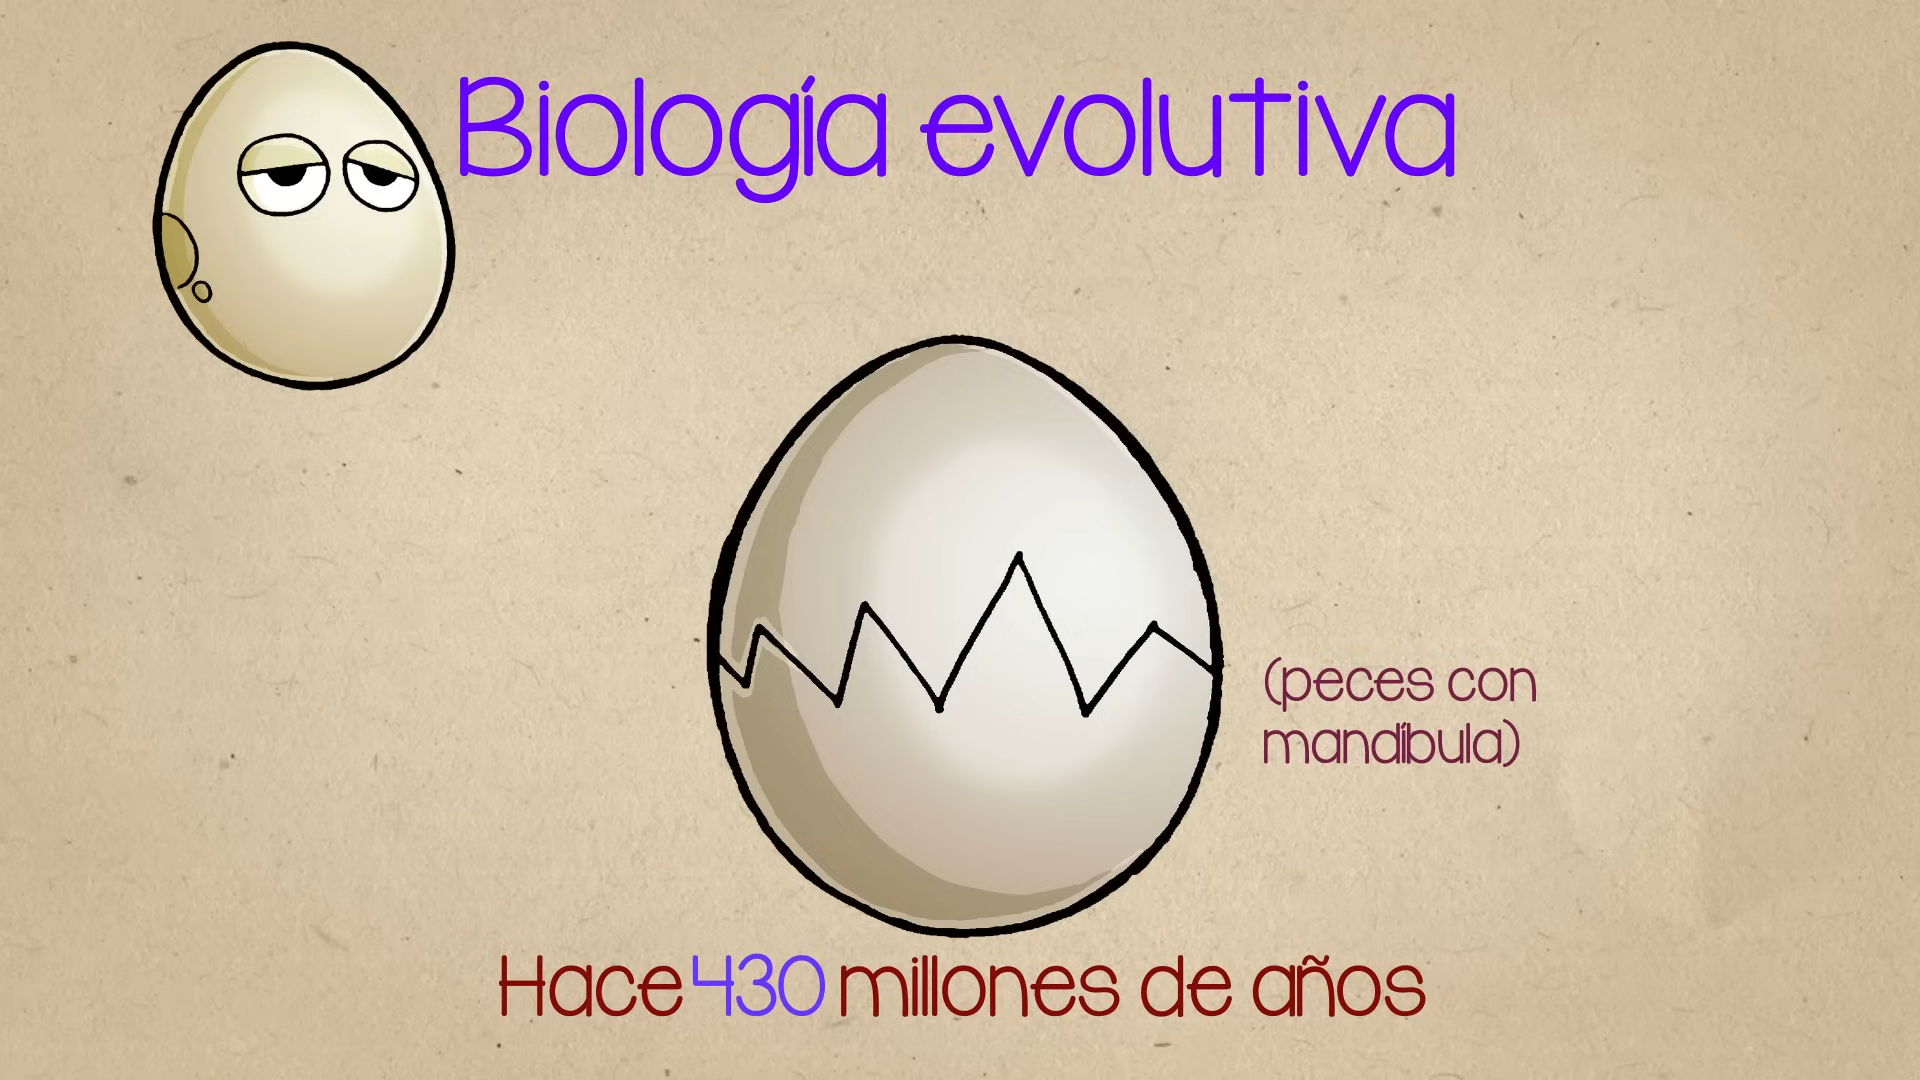 Biología evolutiva
(peces con
mandíbula)
Hace 430 millones de años